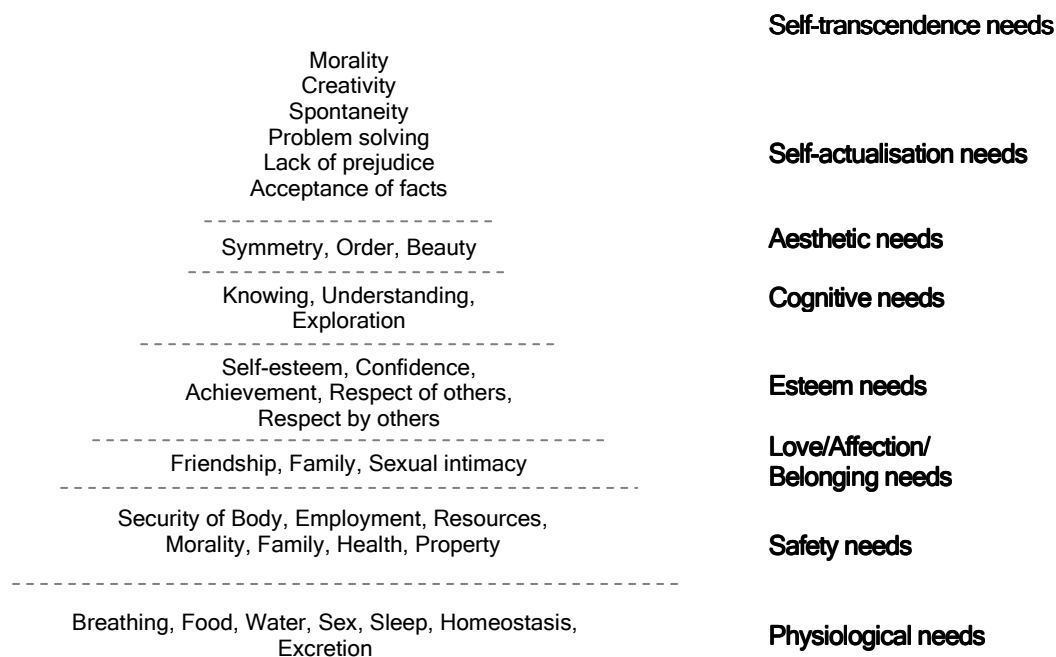 Self-transcendence needs
Morality
Creativity
Spontaneity
Problem solving
Lack of prejudice
Acceptance of facts
Self-actualisation needs
Symmetry, Order, Beauty
Aesthetic needs
Knowing, Understanding,
Exploration
Cognitive needs
Self-esteem, Confidence,
Achievement, Respect of others,
Respect by others
Esteem needs
Friendship, Family, Sexual intimacy
Love/Affection/
Belonging needs
Security of Body, Employment, Resources,
Morality, Family, Health, Property
Safety needs
Breathing, Food, Water, Sex, Sleep, Homeostasis,
Excretion
Physiological needs